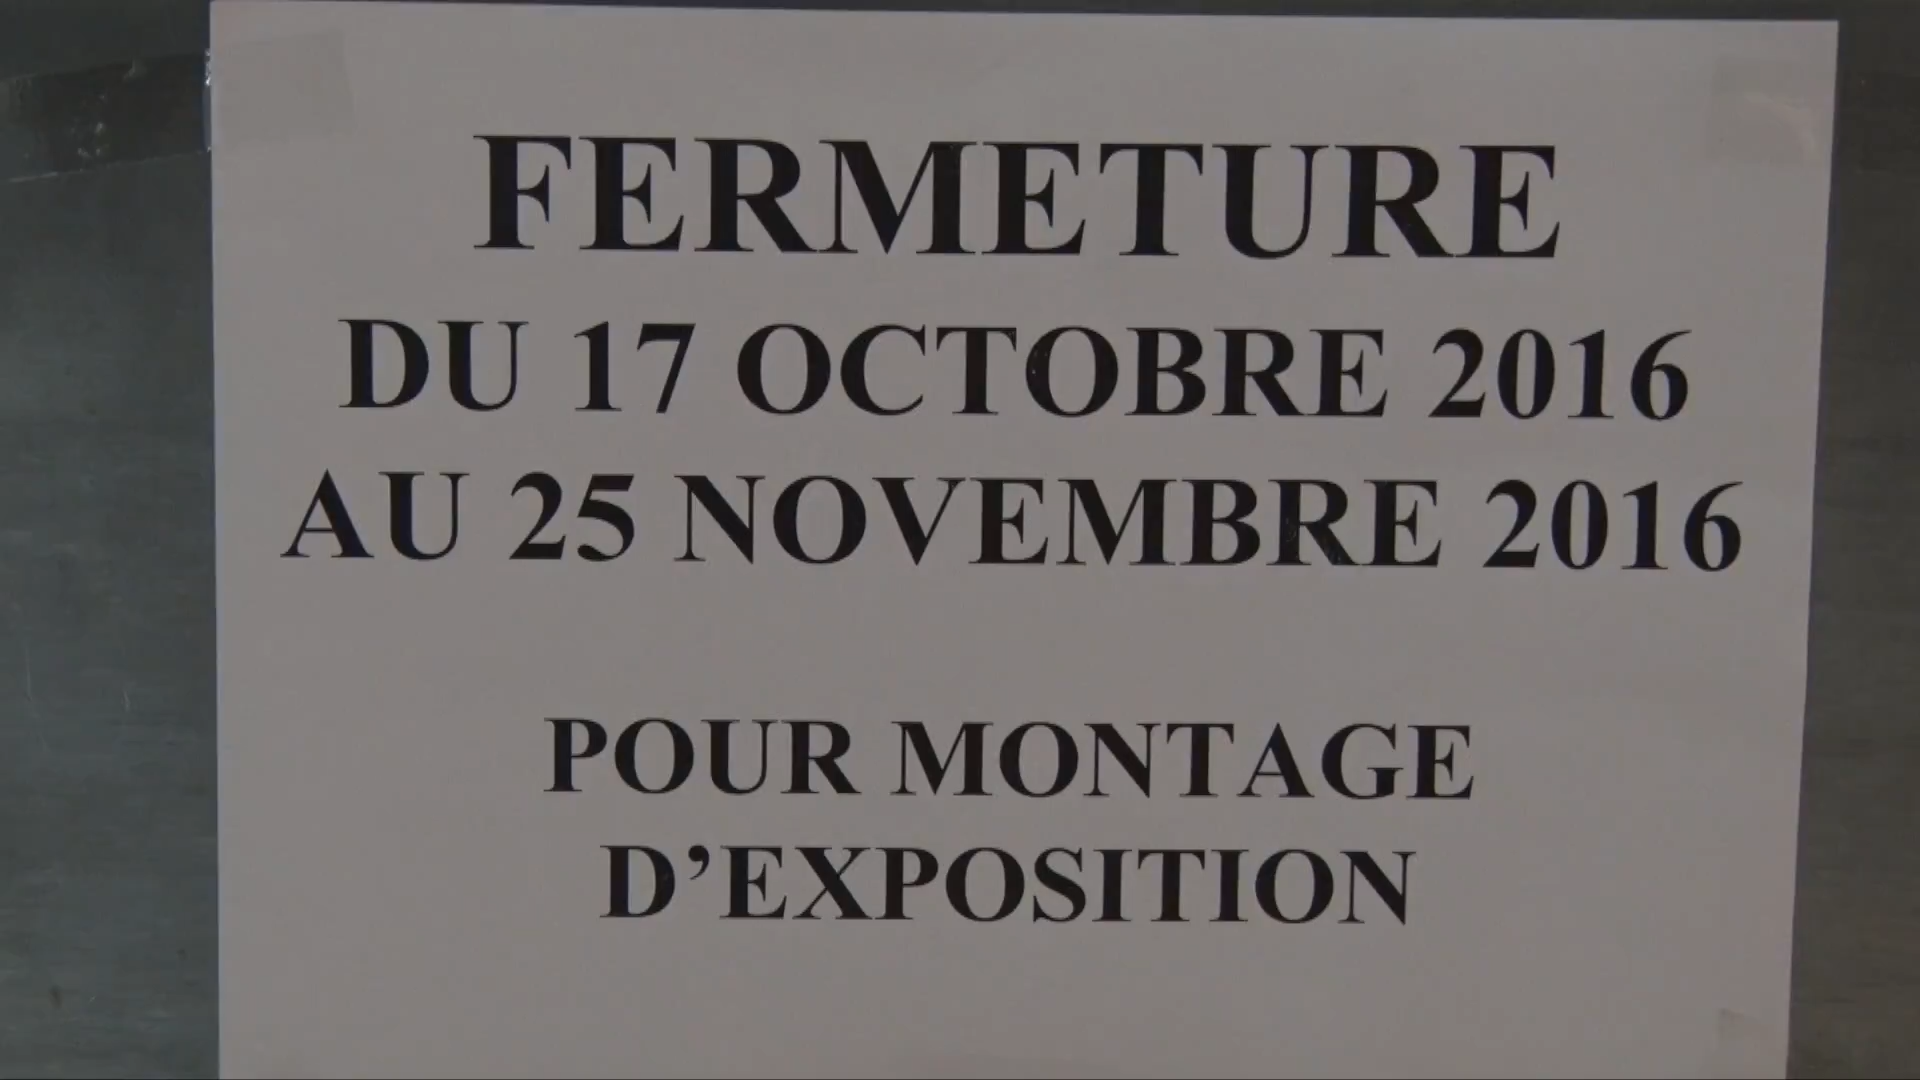 FERMETURE
DU 17 OCTOBRE 2016
AU 25 NOVEMBRE 2016
POUR MONTAGE
D’EXPOSITION